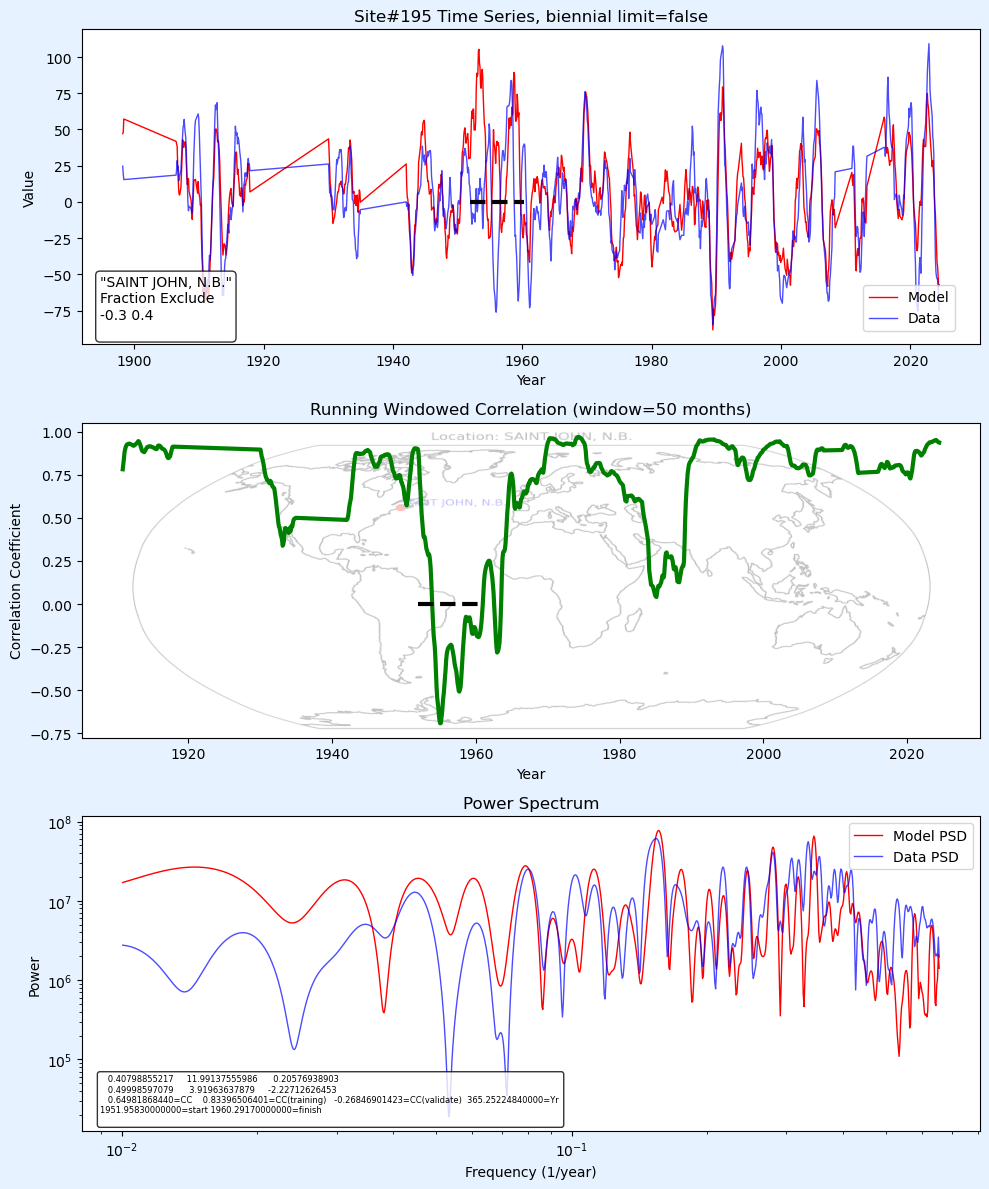 Site#195 Time Series, biennial limit=false
Value
100
75
50
25
0
−25
−50
−75
"SAINT JOHN, N.B."
Fraction Exclude
-0.3 0.4
Model
Data
1900 1920 1940 1960 1980 2000 2020
Year
Running Windowed Correlation (window=50 months)
Location: SAINT JOHN, N.B.
Correlation Coefficient
1.00
0.75
0.50
0.25
0.00
−0.25
−0.50
−0.75
JOHN, N.B.
1920 1940 1960 1980 2000 2020
Year
Power Spectrum
Power
10⁸
10⁷
10⁶
10⁵
Model PSD
Data PSD
0.40798855217 11.99137555986 0.20576938903
0.49998597079 3.91963637879 -2.22712626453
0.64981868440=CC 0.83396506401=CC(training) -0.26846901423=CC(validate) 365.25224840000=Yr
1951.95830000000=start 1960.29170000000=finish
10⁻² 10⁻¹
Frequency (1/year)